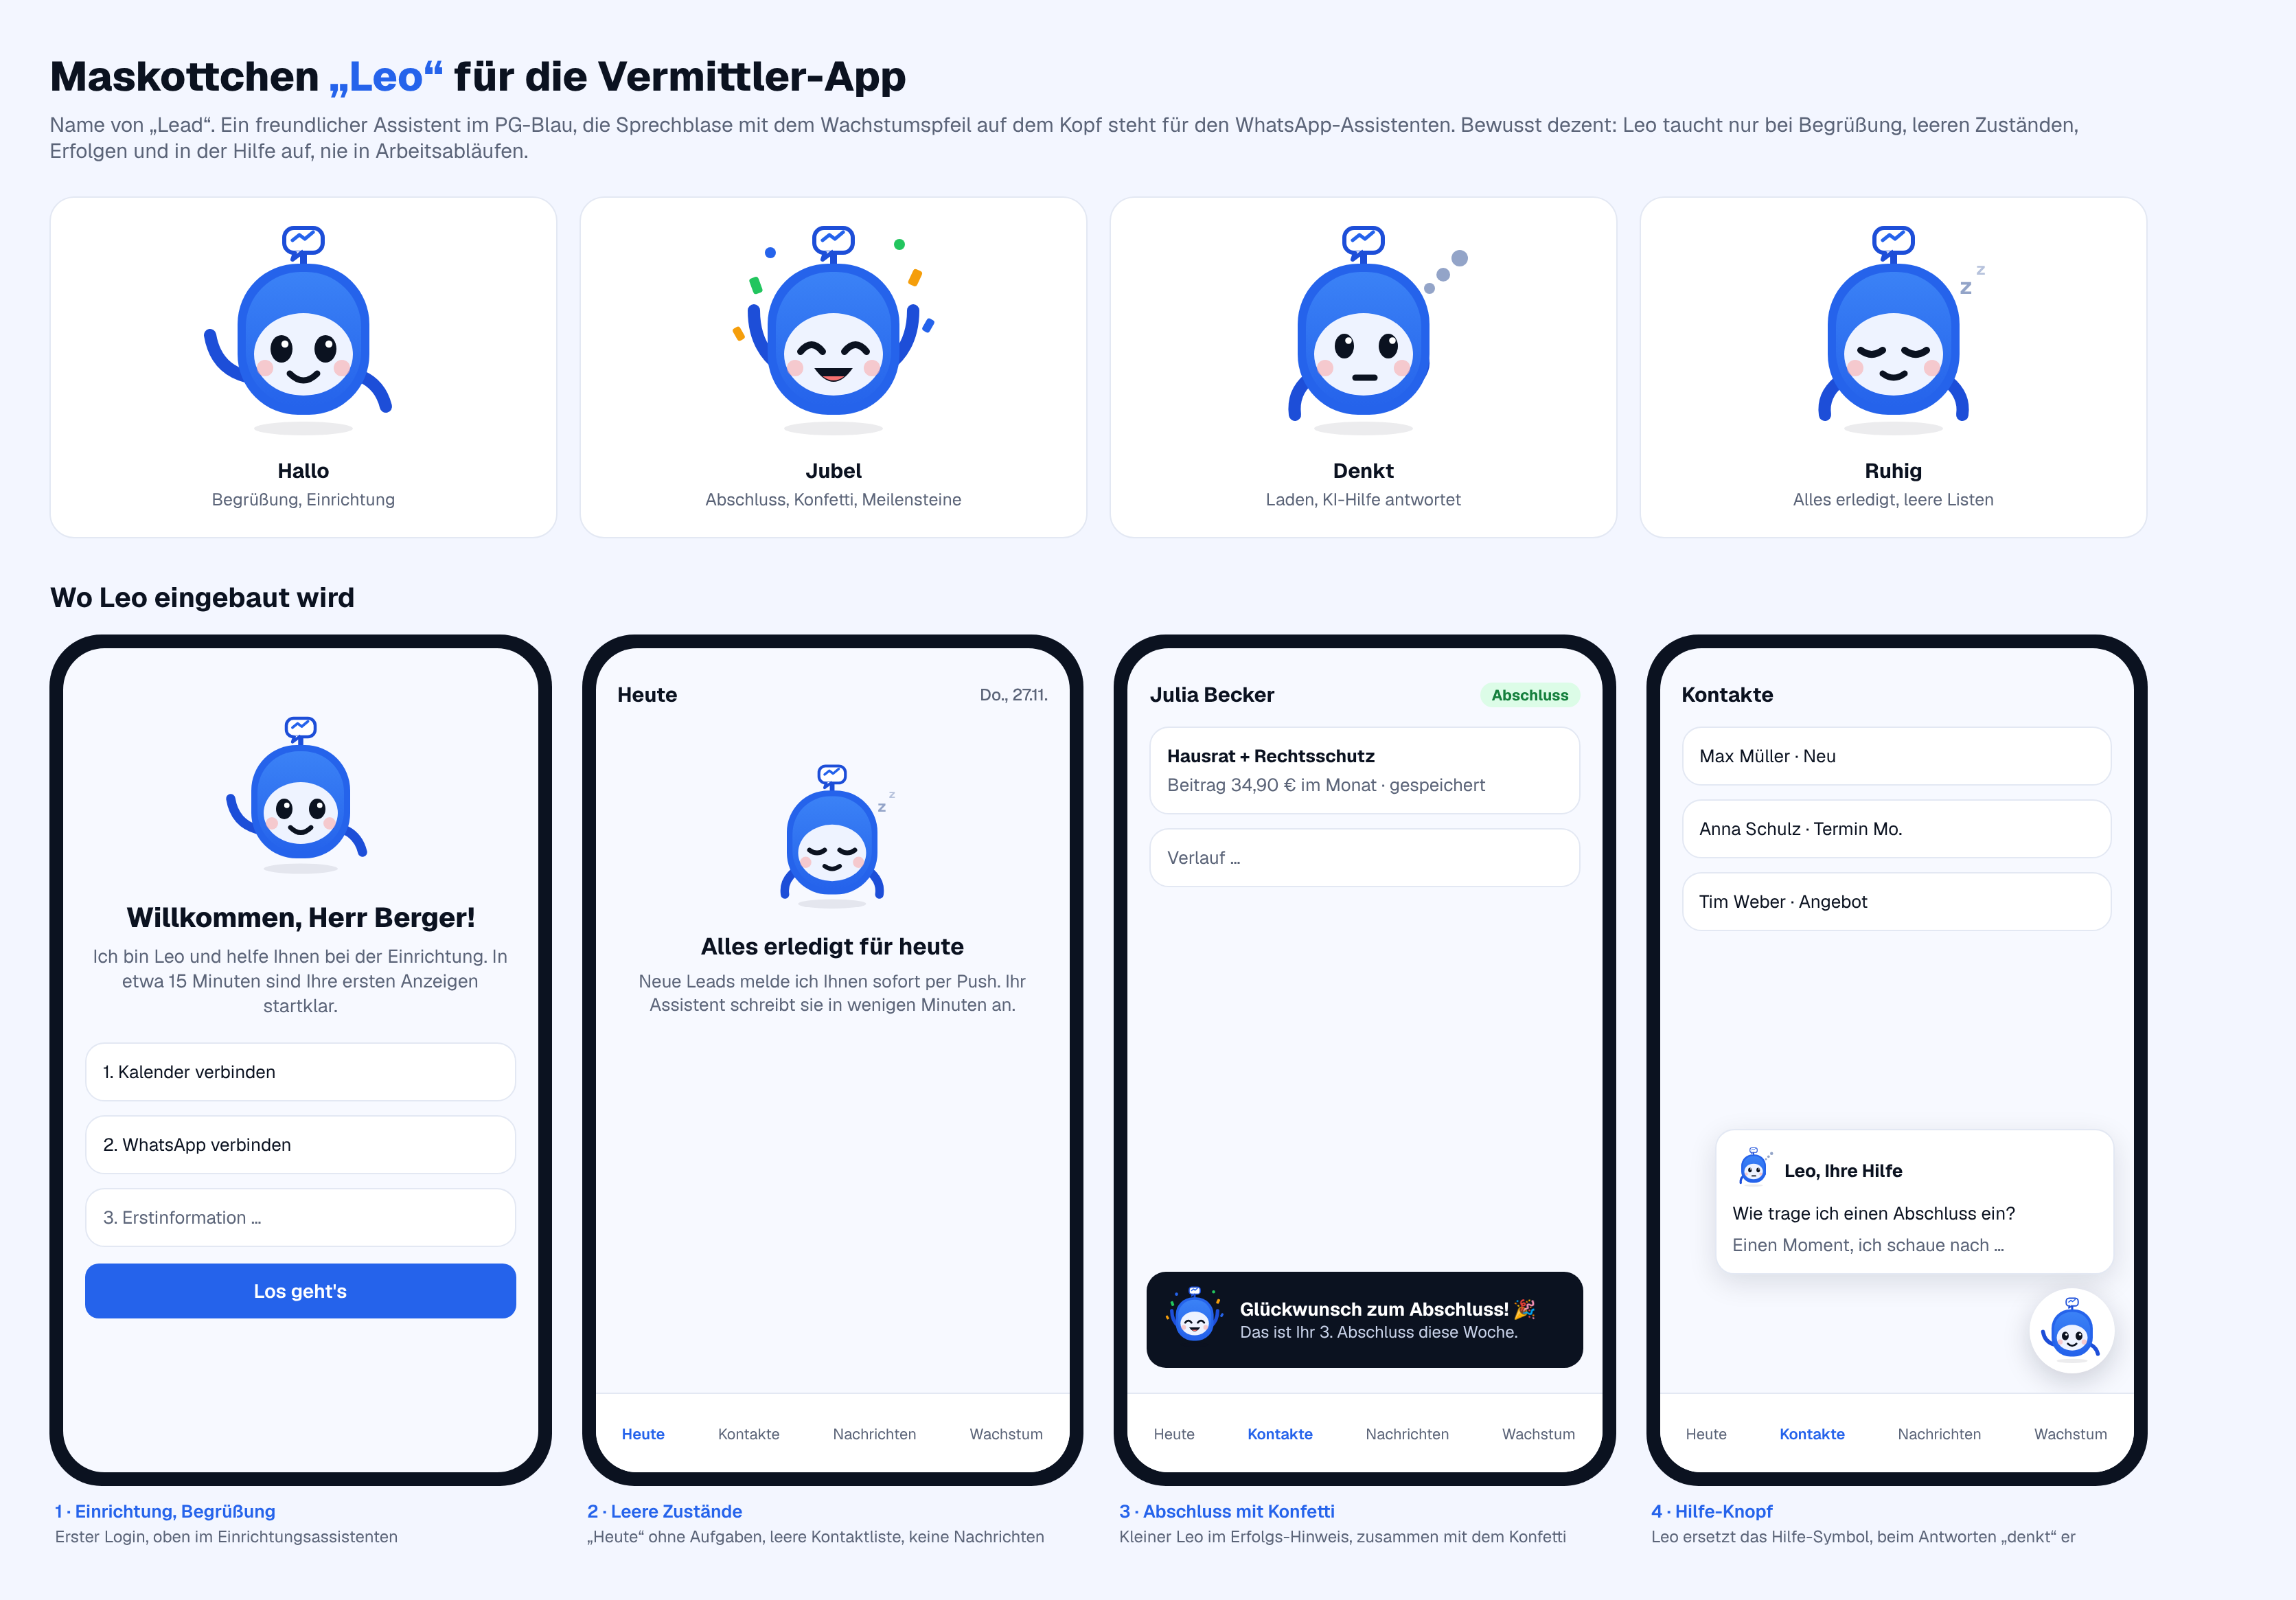 Maskottchen „Leo“ für die Vermittler-App
Name von „Lead“. Ein freundlicher Assistent im PG-Blau, die Sprechblase mit dem Wachstumspfeil auf dem Kopf steht für den WhatsApp-Assistenten. Bewusst dezent: Leo taucht nur bei Begrüßung, leeren Zuständen,
Erfolgen und in der Hilfe auf, nie in Arbeitsabläufen.
Hallo
Begrüßung, Einrichtung
Jubel
Abschluss, Konfetti, Meilensteine
Denkt
Laden, KI-Hilfe antwortet
z
z
Ruhig
Alles erledigt, leere Listen
Wo Leo eingebaut wird
Willkommen, Herr Berger!
Ich bin Leo und helfe Ihnen bei der Einrichtung. In
etwa 15 Minuten sind Ihre ersten Anzeigen
startklar.
1. Kalender verbinden
2. WhatsApp verbinden
3. Erstinformation ...
Los geht's
1 · Einrichtung, Begrüßung
Erster Login, oben im Einrichtungsassistenten
Heute
Do., 27.11.
z
z
Alles erledigt für heute
Neue Leads melde ich Ihnen sofort per Push. Ihr
Assistent schreibt sie in wenigen Minuten an.
Heute Kontakte Nachrichten Wachstum
2 · Leere Zustände
„Heute“ ohne Aufgaben, leere Kontaktliste, keine Nachrichten
Julia Becker
Abschluss
Hausrat + Rechtsschutz
Beitrag 34,90 € im Monat · gespeichert
Verlauf ...
Glückwunsch zum Abschluss! 🎉
Das ist Ihr 3. Abschluss diese Woche.
Heute Kontakte Nachrichten Wachstum
3 · Abschluss mit Konfetti
Kleiner Leo im Erfolgs-Hinweis, zusammen mit dem Konfetti
Kontakte
Max Müller · Neu
Anna Schulz · Termin Mo.
Tim Weber · Angebot
Leo, Ihre Hilfe
Wie trage ich einen Abschluss ein?
Einen Moment, ich schaue nach ...
Heute Kontakte Nachrichten Wachstum
4 · Hilfe-Knopf
Leo ersetzt das Hilfe-Symbol, beim Antworten „denkt“ er